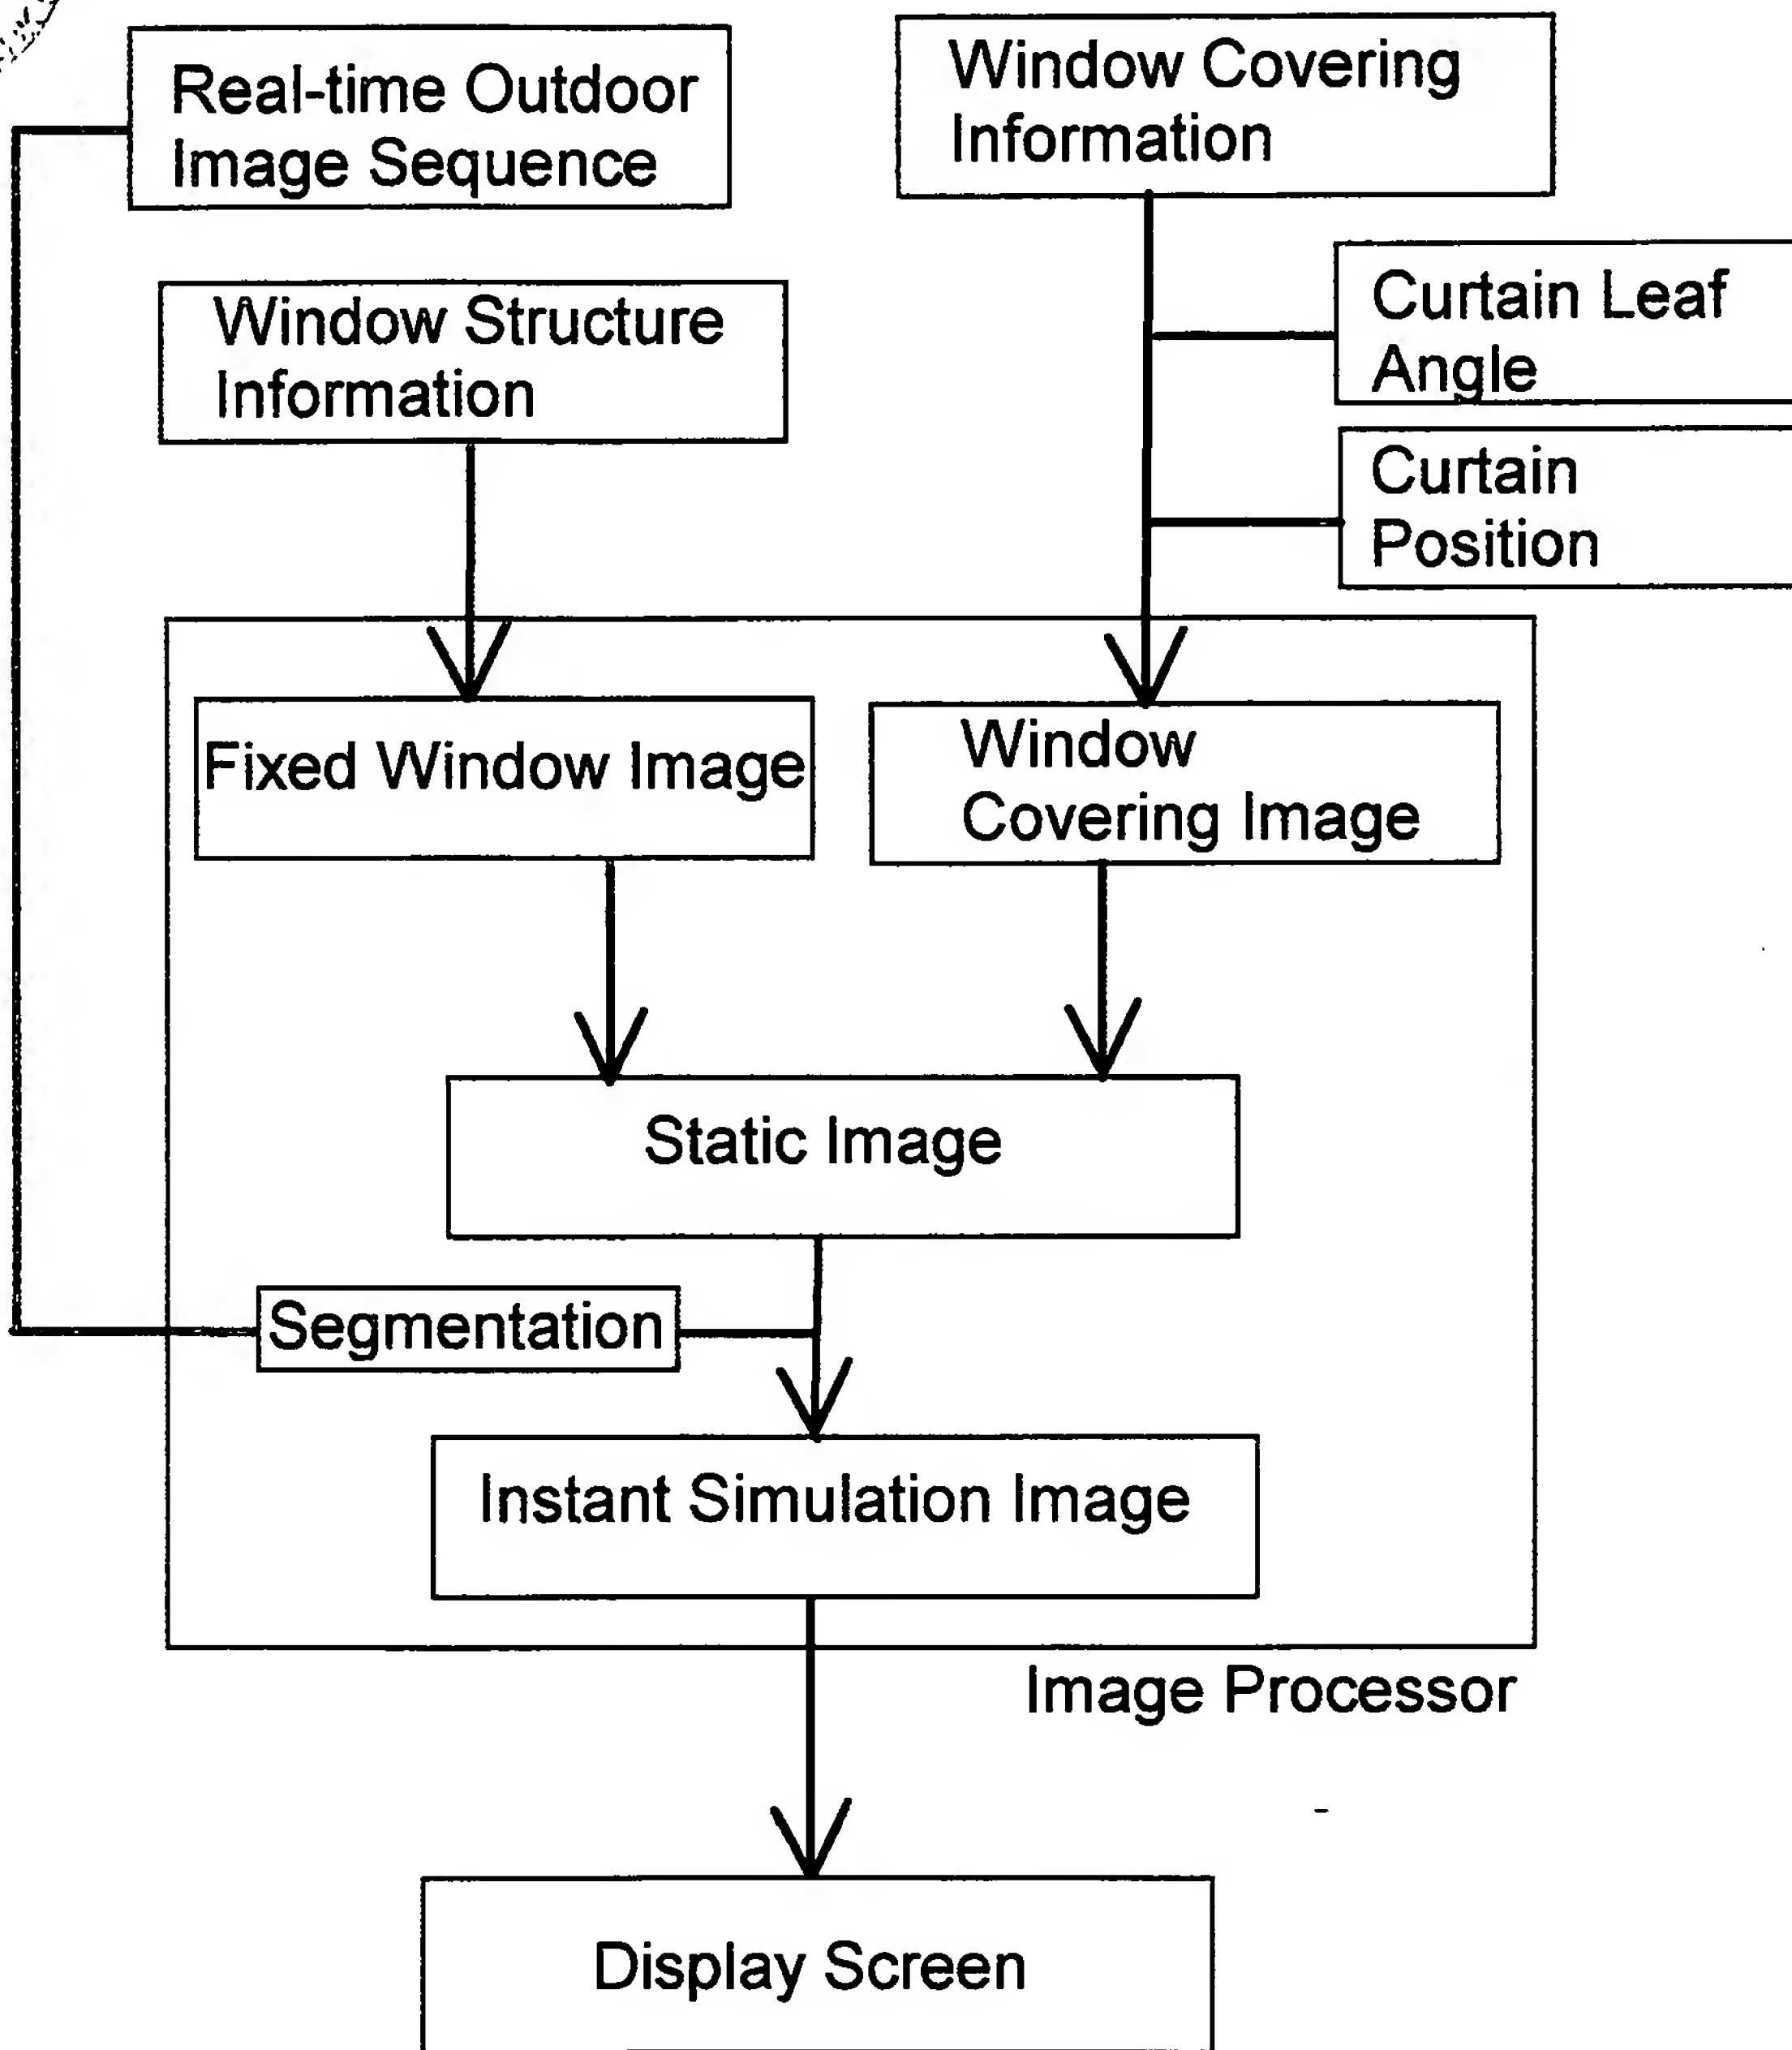 Real-time Outdoor
Image Sequence
Window Covering
Information
Window Structure
Information
Curtain Leaf
Angle
Curtain
Position
Fixed Window Image
Window
Covering Image
Static Image
Segmentation
Instant Simulation Image
Image Processor
Display Screen